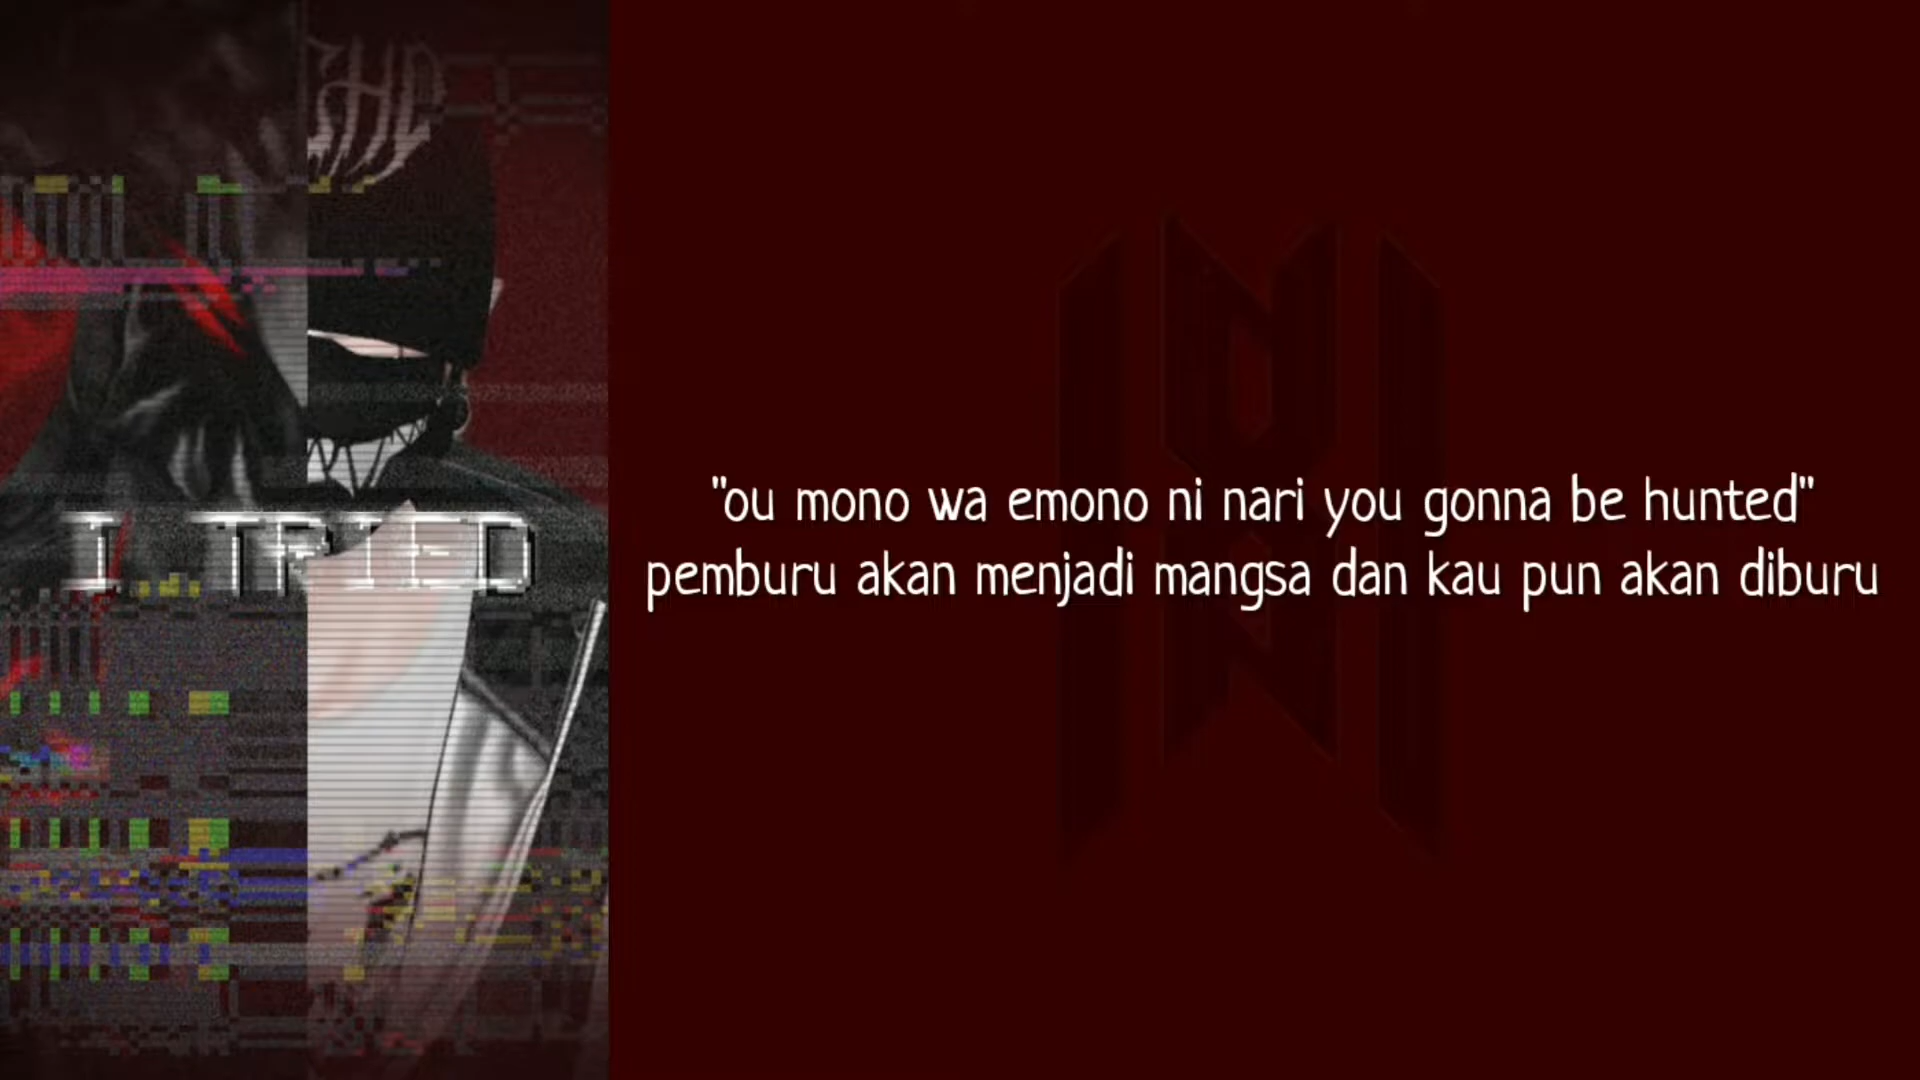 I TRIED
"ou mono wa emono ni nari you gonna be hunted"
pemburu akan menjadi mangsa dan kau pun akan diburu